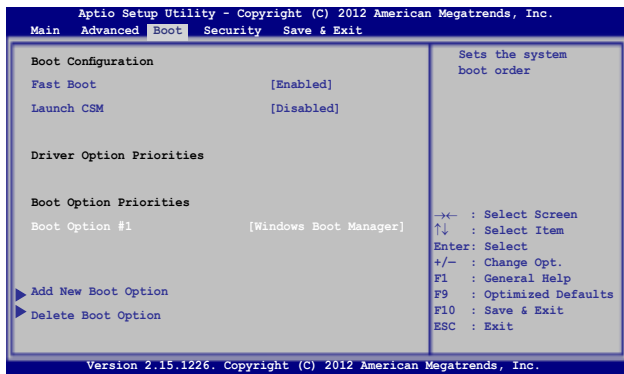 Aptio Setup Utility - Copyright (C) 2012 American Megatrends, Inc.
Main Advanced Boot Security Save & Exit
Boot Configuration
Fast Boot [Enabled]
Launch CSM [Disabled]
Driver Option Priorities
Boot Option Priorities
Boot Option #1 [Windows Boot Manager]
Add New Boot Option
Delete Boot Option
Sets the system
boot order
→← : Select Screen
↑↓ : Select Item
Enter: Select
+/— : Change Opt.
F1 : General Help
F9 : Optimized Defaults
F10 : Save & Exit
ESC : Exit
Version 2.15.1226. Copyright (C) 2012 American Megatrends, Inc.